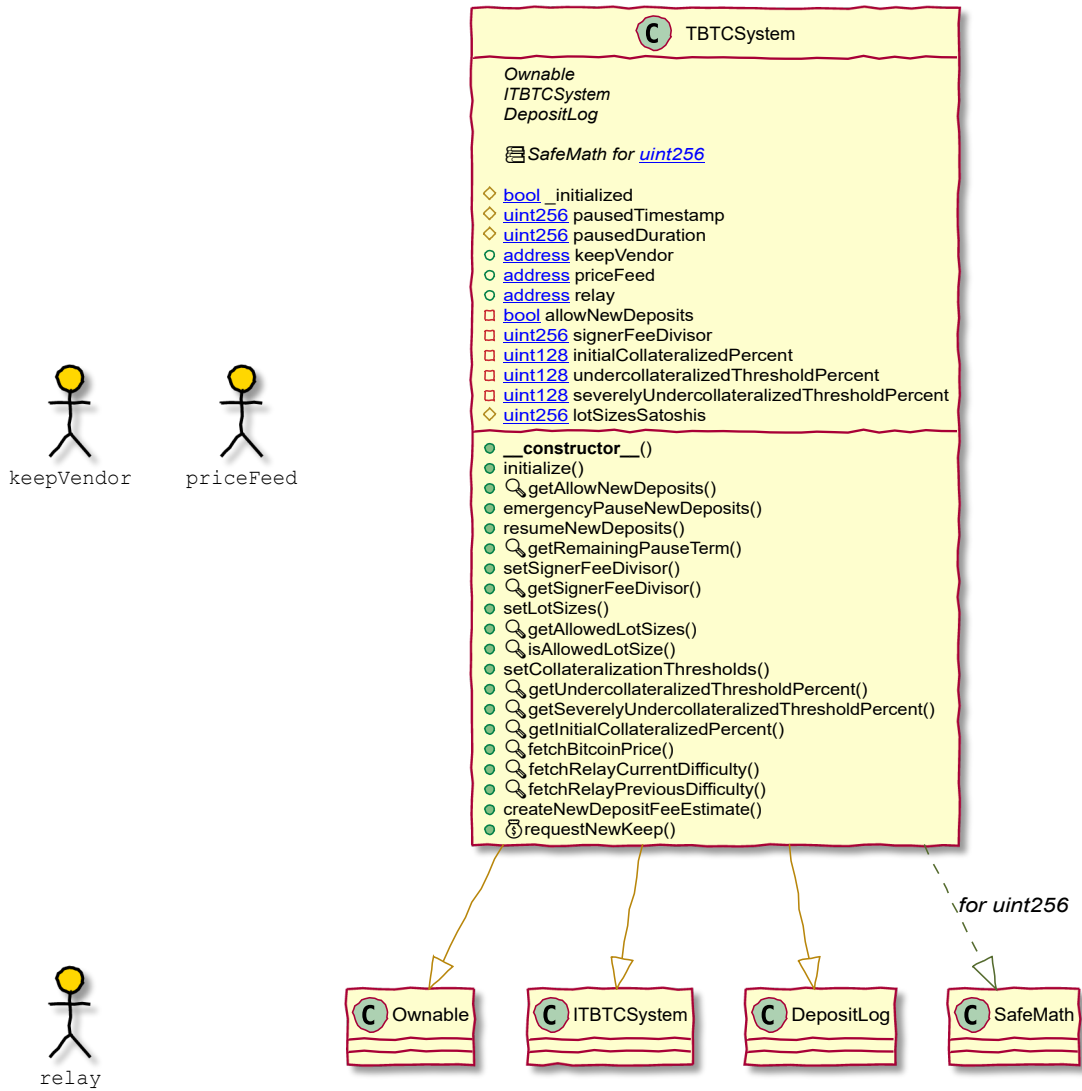 C TBTCSystem
Ownable
ITBTCSystem
DepositLog
SafeMath for uint256
bool _initialized
uint256 pausedTimestamp
uint256 pausedDuration
address keepVendor
address priceFeed
address relay
bool allowNewDeposits
uint256 signerFeeDivisor
uint128 initialCollateralizedPercent
uint128 undercollateralizedThresholdPercent
uint128 severelyUndercollateralizedThresholdPercent
uint256 lotSizesSatoshis
__constructor__()
initialize()
getAllowNewDeposits()
emergencyPauseNewDeposits()
resumeNewDeposits()
getRemainingPauseTerm()
setSignerFeeDivisor()
getSignerFeeDivisor()
setLotSizes()
getAllowedLotSizes()
isAllowedLotSize()
setCollateralizationThresholds()
getUndercollateralizedThresholdPercent()
getSeverelyUndercollateralizedThresholdPercent()
getInitialCollateralizedPercent()
fetchBitcoinPrice()
fetchRelayCurrentDifficulty()
fetchRelayPreviousDifficulty()
createNewDepositFeeEstimate()
requestNewKeep()
keepVendor
priceFeed
for uint256
relay
C Ownable
C ITBTCSystem
C DepositLog
C SafeMath